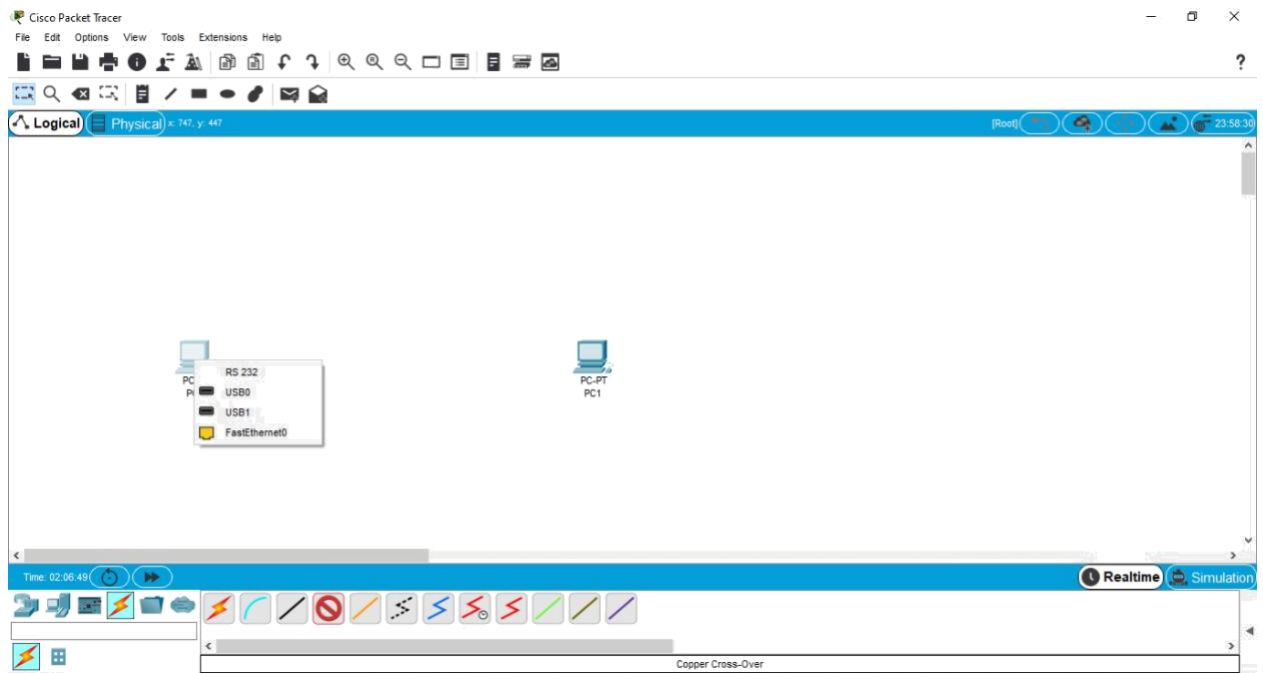 Cisco Packet Tracer
File Edit Options View Tools Extensions Help
?
Logical Physical x: 747, y: 447 [Root] 23:58:30
RS 232
USB0
USB1
FastEthernet0
PC-PT
PC1
Time: 02:06:49 Realtime Simulation
Copper Cross-Over